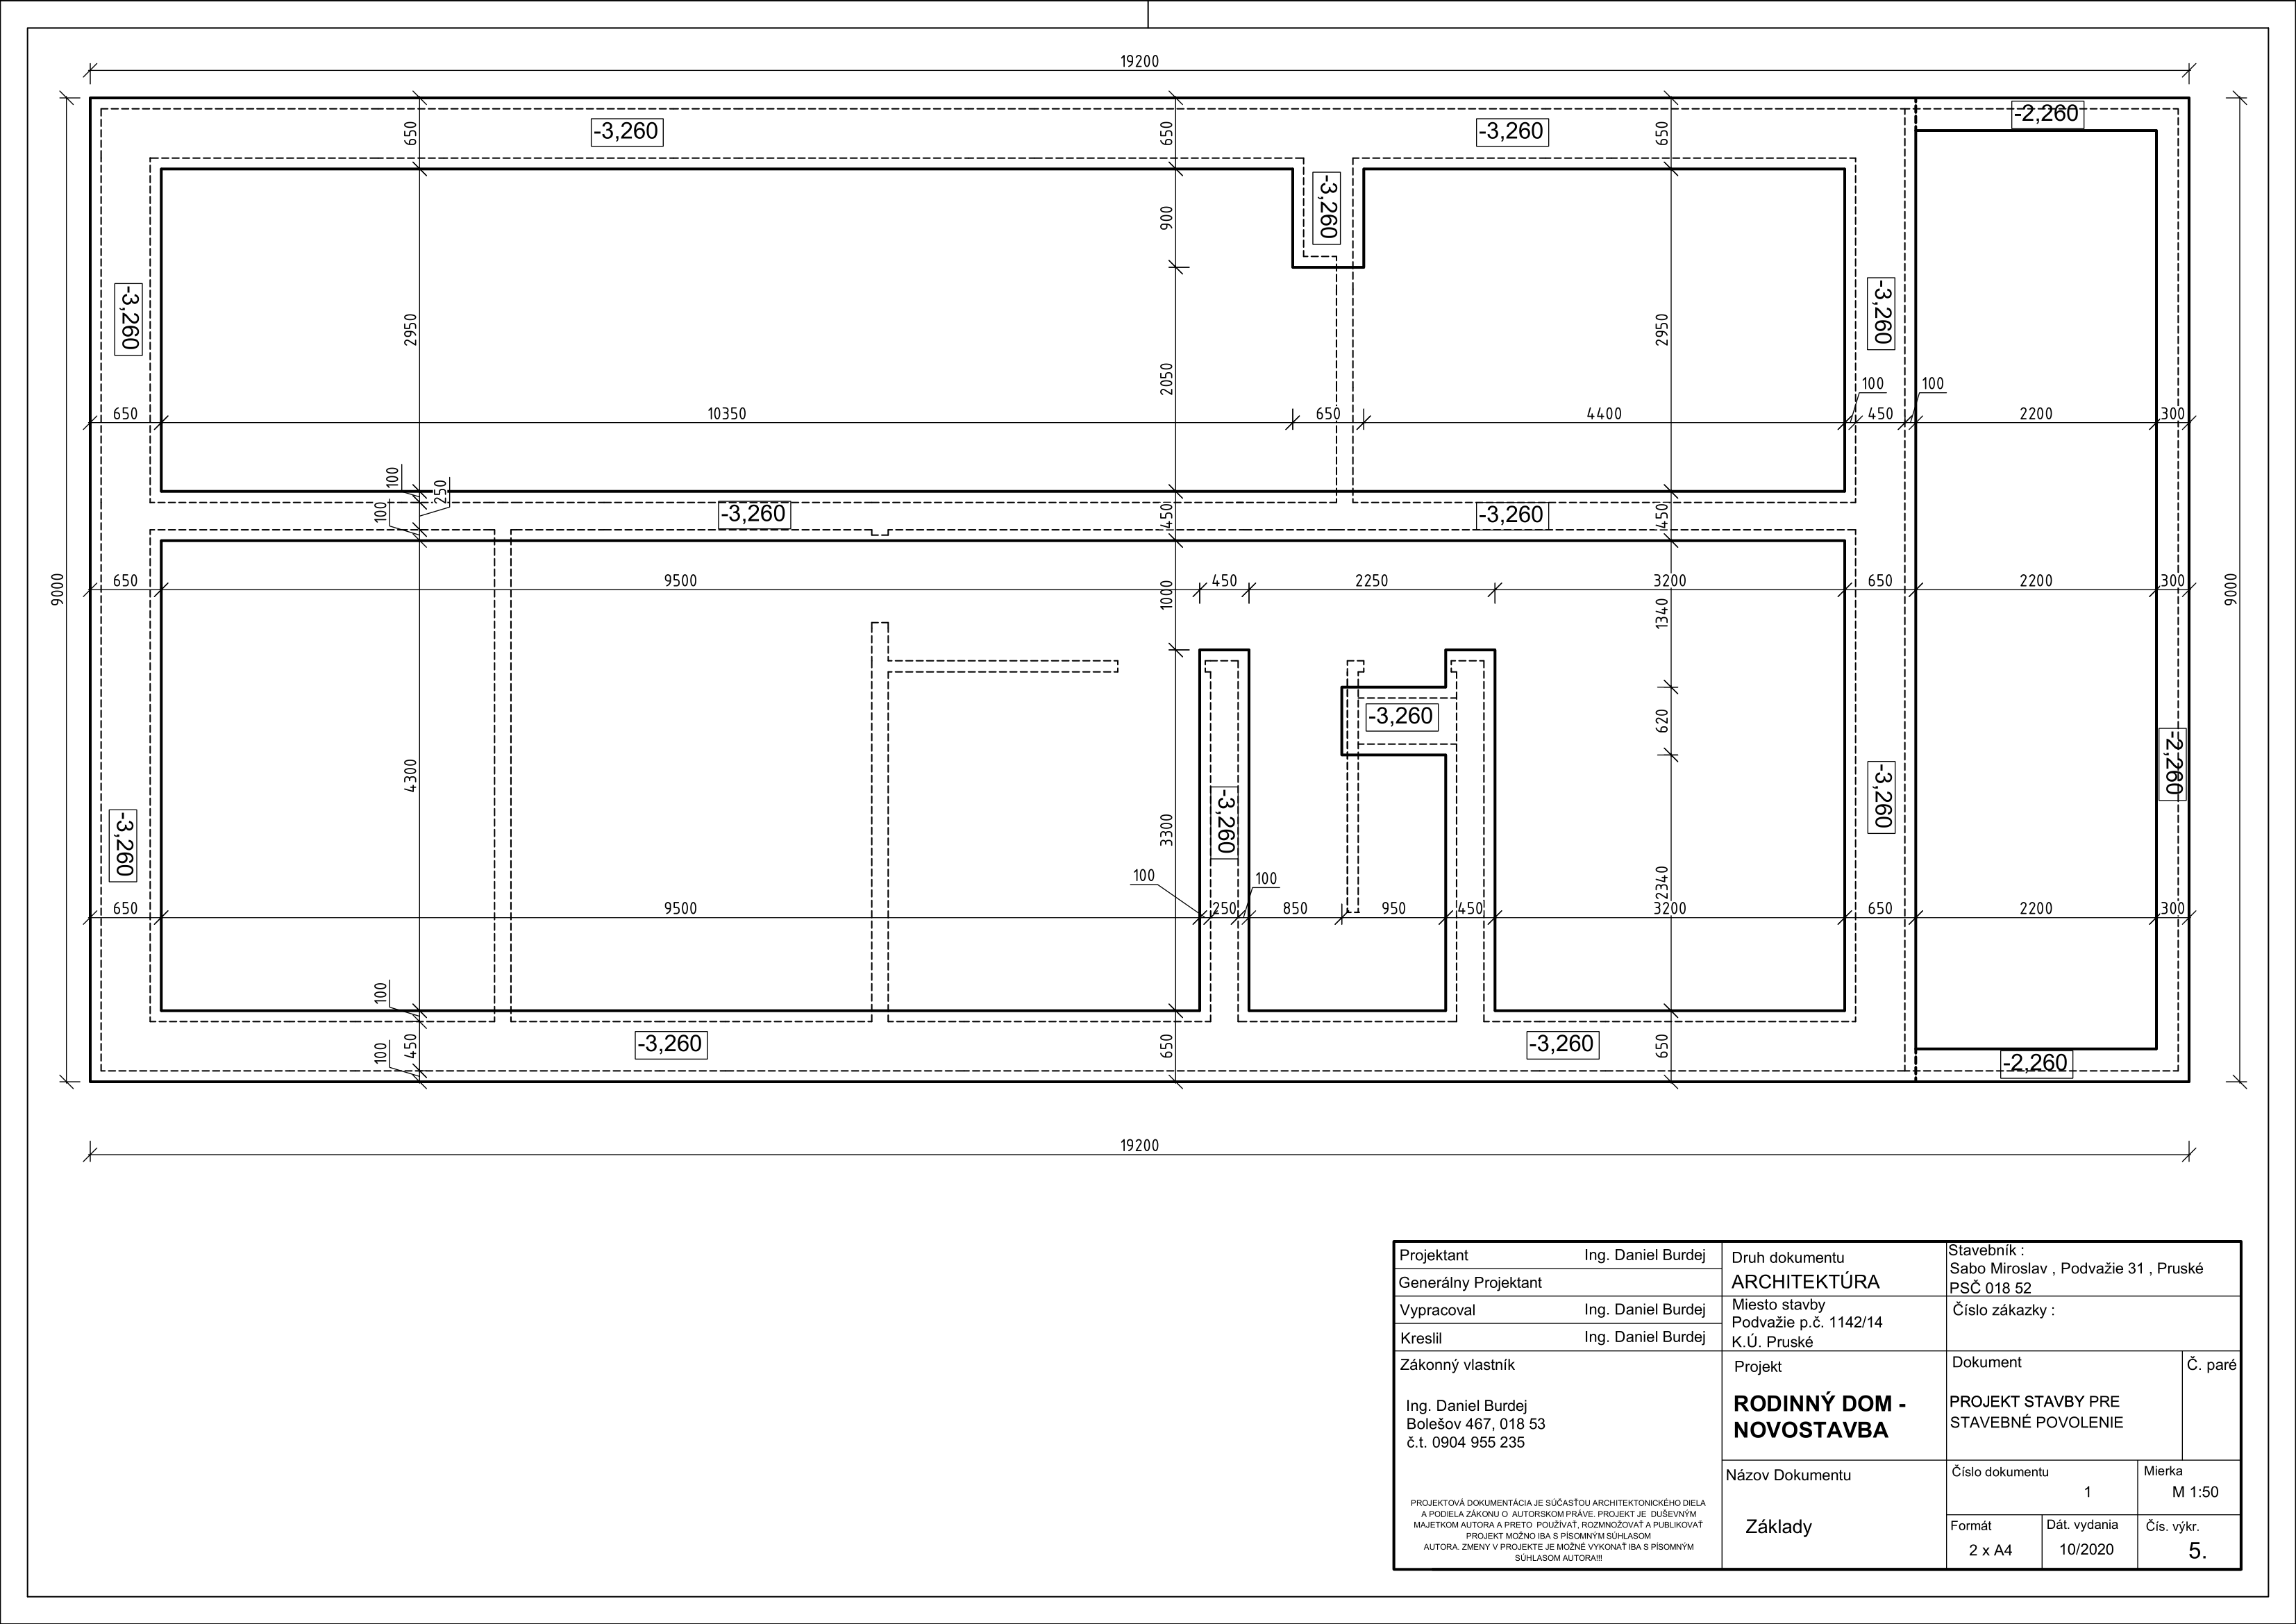 19200
650
-3,260
650
-3,260
650
-2,260
900
-3,260
-3,260
2950
2050
2950
-3,260
100
100
650
10350
650
4400
450
2200
300
100
250
100
-3,260
450
-3,260
450
9000
650
9500
1000
450
2250
3200
1340
650
2200
300
9000
-3,260
620
4300
3300
-3,260
-3,260
-2,260
-3,260
100
100
2340
650
9500
250
850
950
450
3200
650
2200
300
100
100
450
-3,260
650
-3,260
650
-2,260
19200
Projektant Ing. Daniel Burdej
Generálny Projektant
Vypracoval Ing. Daniel Burdej
Kreslil Ing. Daniel Burdej
Zákonný vlastník
Ing. Daniel Burdej
Bolešov 467, 018 53
č.t. 0904 955 235
PROJEKTOVÁ DOKUMENTÁCIA JE SÚČASŤOU ARCHITEKTONICKÉHO DIELA
A PODIELA ZÁKONU O AUTORSKOM PRÁVE. PROJEKT JE DUŠEVNÝM
MAJETKOM AUTORA A PRETO POUŽÍVAŤ, ROZMNOŽOVAŤ A PUBLIKOVAŤ
PROJEKT MOŽNO IBA S PÍSOMNÝM SÚHLASOM
AUTORA. ZMENY V PROJEKTE JE MOŽNÉ VYKONAŤ IBA S PÍSOMNÝM
SÚHLASOM AUTORA!!!
Druh dokumentu
ARCHITEKTÚRA
Miesto stavby
Podvažie p.č. 1142/14
K.Ú. Pruské
Projekt
RODINNÝ DOM -
NOVOSTAVBA
Názov Dokumentu
Základy
Stavebník :
Sabo Miroslav , Podvažie 31 , Pruské
PSČ 018 52
Číslo zákazky :
Dokument
Č. paré
PROJEKT STAVBY PRE
STAVEBNÉ POVOLENIE
Číslo dokumentu
1
Mierka
M 1:50
Formát
2 x A4
Dát. vydania
10/2020
Čís. výkr.
5.